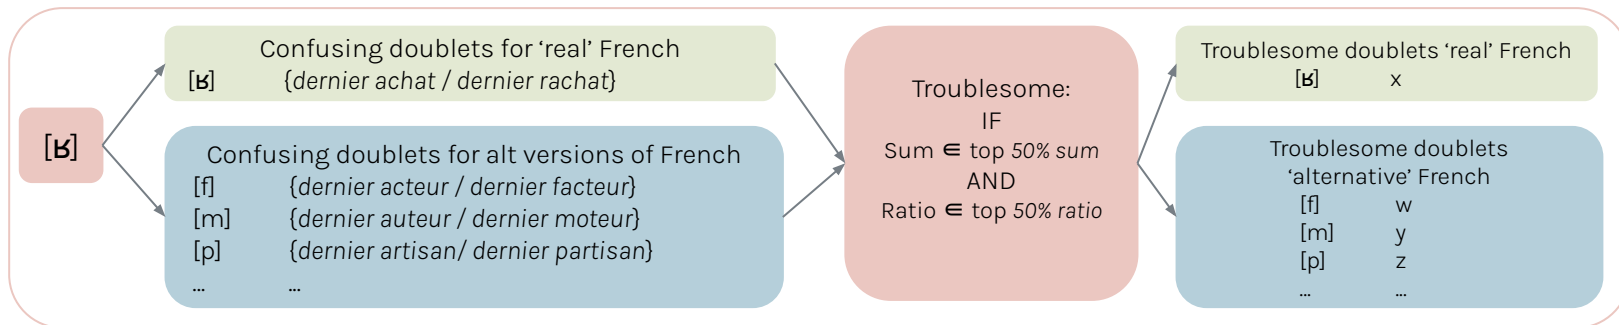 [ʁ]
Confusing doublets for ‘real’ French
[ʁ] {dernier achat / dernier rachat}
Confusing doublets for alt versions of French
[f] {dernier acteur / dernier facteur}
[m] {dernier auteur / dernier moteur}
[p] {dernier artisan/ dernier partisan}
... ...
Troublesome:
IF
Sum ∈ top 50% sum
AND
Ratio ∈ top 50% ratio
Troublesome doublets ‘real’ French
[ʁ] x
Troublesome doublets
‘alternative’ French
[f] w
[m] y
[p] z
... ...